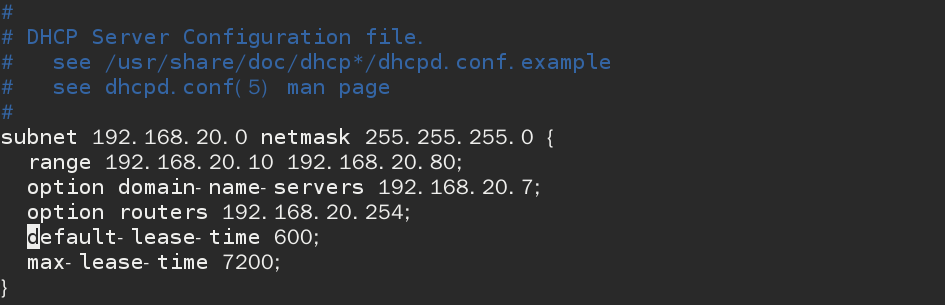 #
# DHCP Server Configuration file.
#   see /usr/share/doc/dhcp*/dhcpd.conf.example
#   see dhcpd.conf(5) man page
#
subnet 192.168.20.0 netmask 255.255.255.0 {
  range 192.168.20.10 192.168.20.80;
  option domain-name-servers 192.168.20.7;
  option routers 192.168.20.254;
  default-lease-time 600;
  max-lease-time 7200;
}